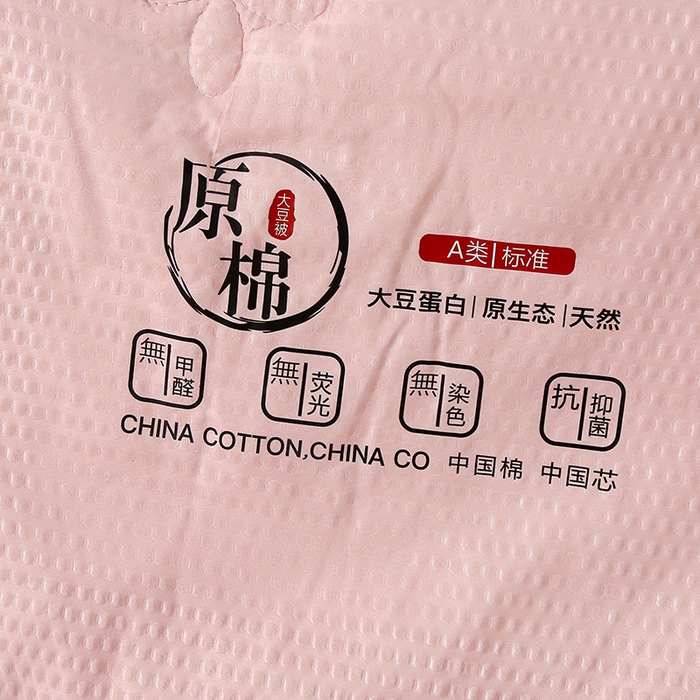 原棉
大豆被
A类|标准
大豆蛋白|原生态|天然
無|甲醛
無|荧光
無|染色
抗|抑菌
CHINA COTTON,CHINA CO 中国棉 中国芯